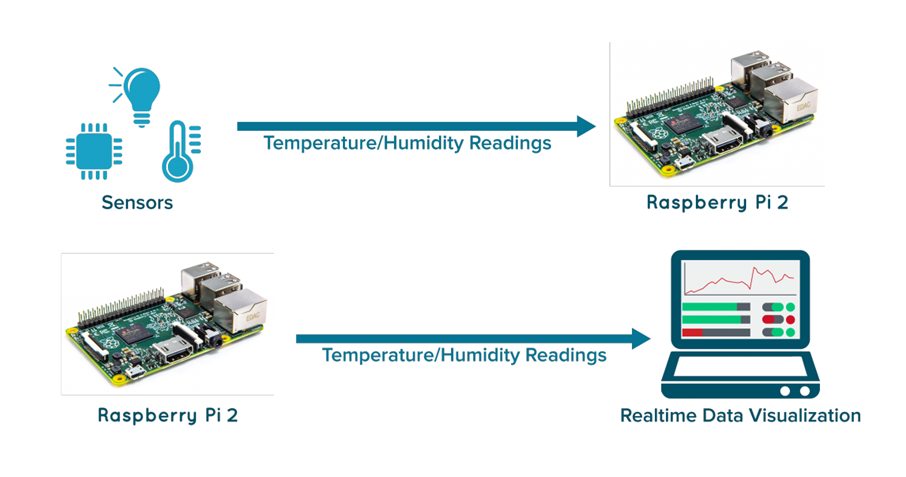 Temperature/Humidity Readings
Sensors
Raspberry Pi 2
Temperature/Humidity Readings
Raspberry Pi 2
Realtime Data Visualization